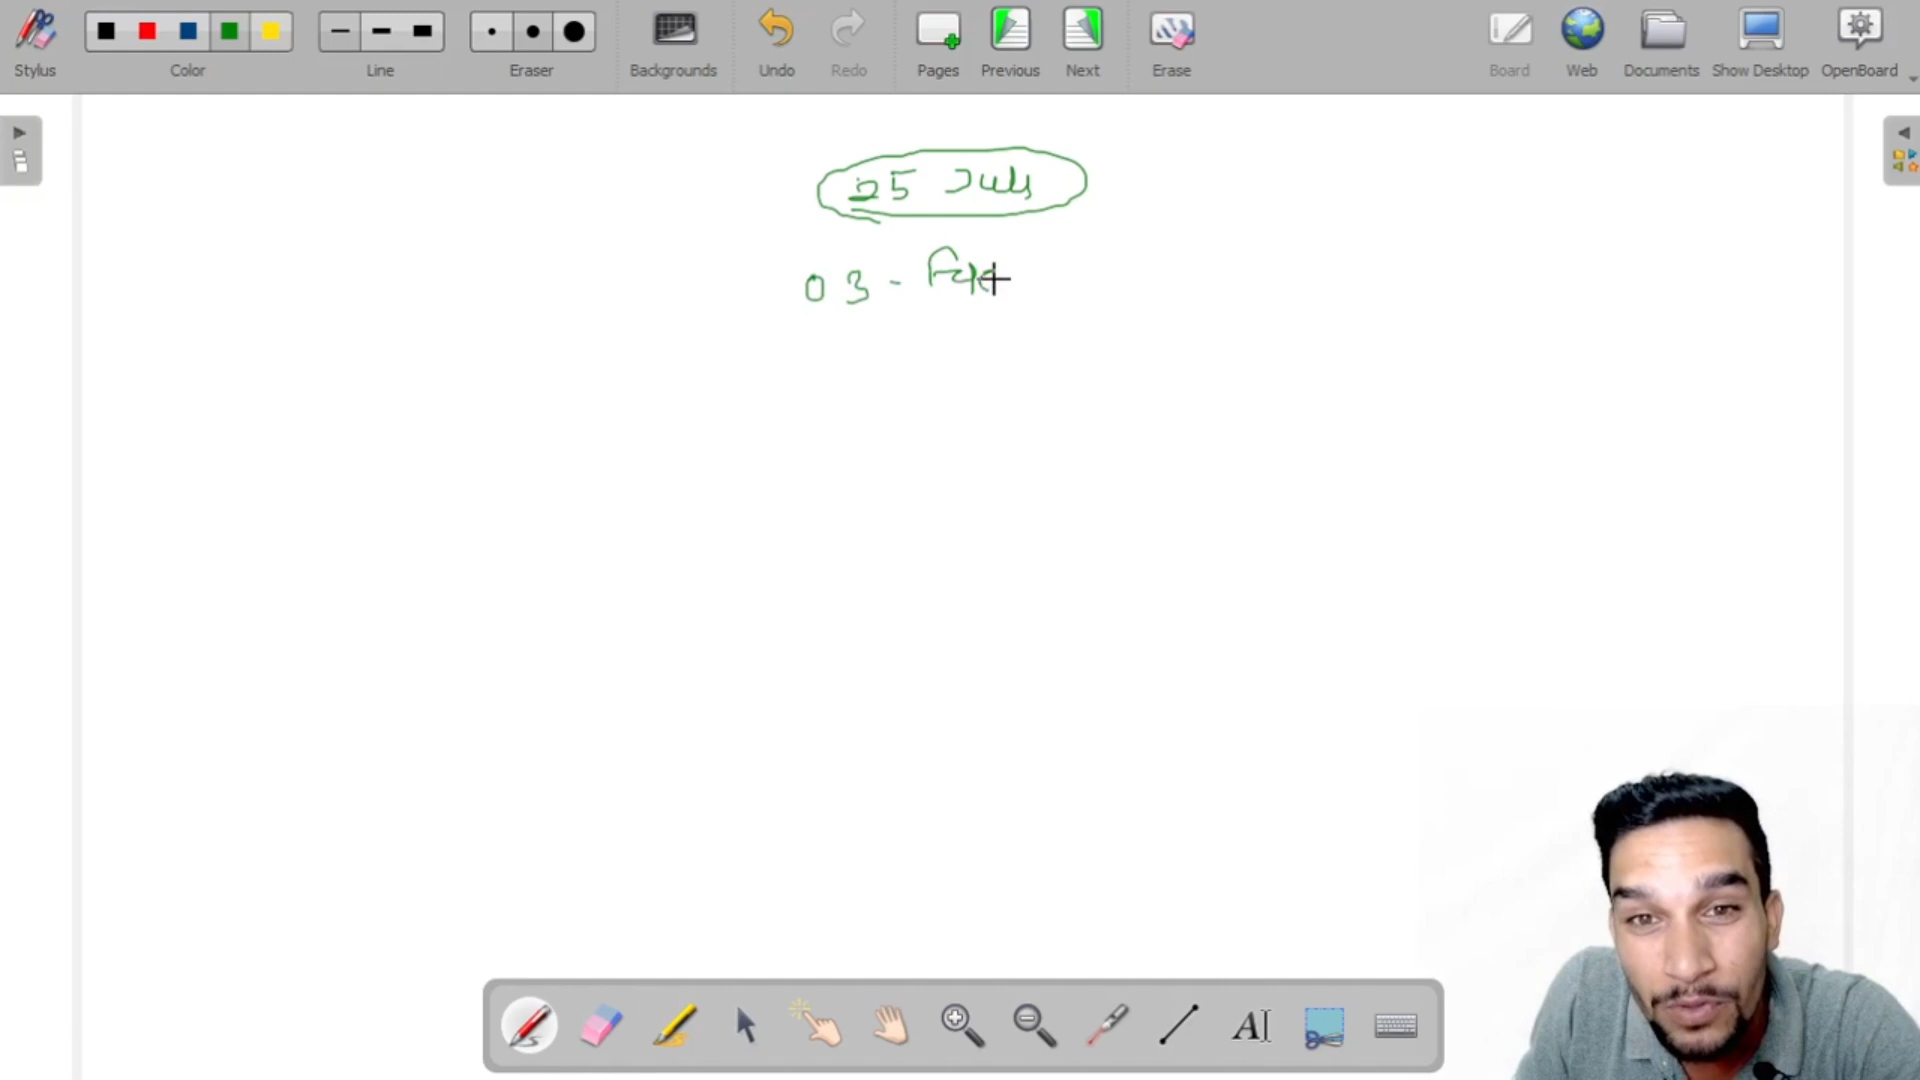 Stylus
Color
Line
Eraser
Backgrounds
Undo
Redo
Pages
Previous
Next
Erase
Board
Web
Documents
Show Desktop
OpenBoard
25 July
03 - Feb
A